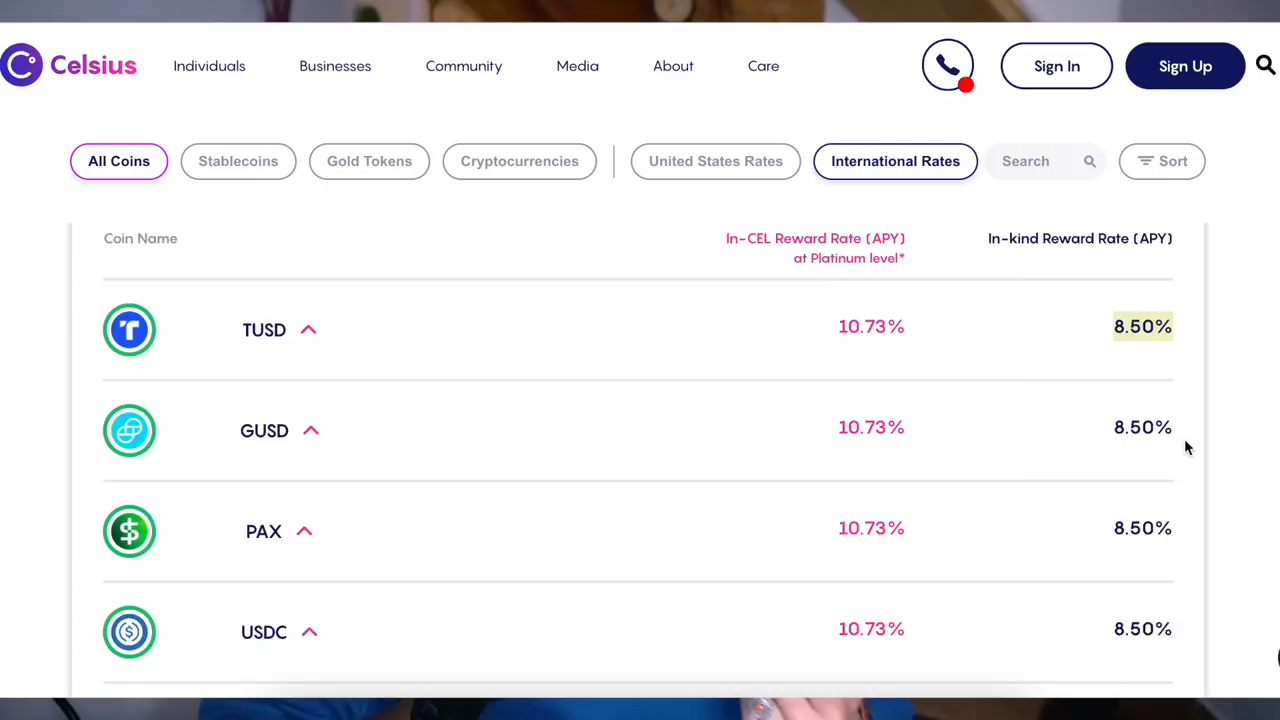 Celsius Individuals Businesses Community Media About Care Sign In Sign Up
All Coins Stablecoins Gold Tokens Cryptocurrencies United States Rates International Rates Search Sort
Coin Name In-CEL Reward Rate (APY) In-kind Reward Rate (APY)
at Platinum level*
TUSD 10.73% 8.50%
GUSD 10.73% 8.50%
PAX 10.73% 8.50%
USDC 10.73% 8.50%